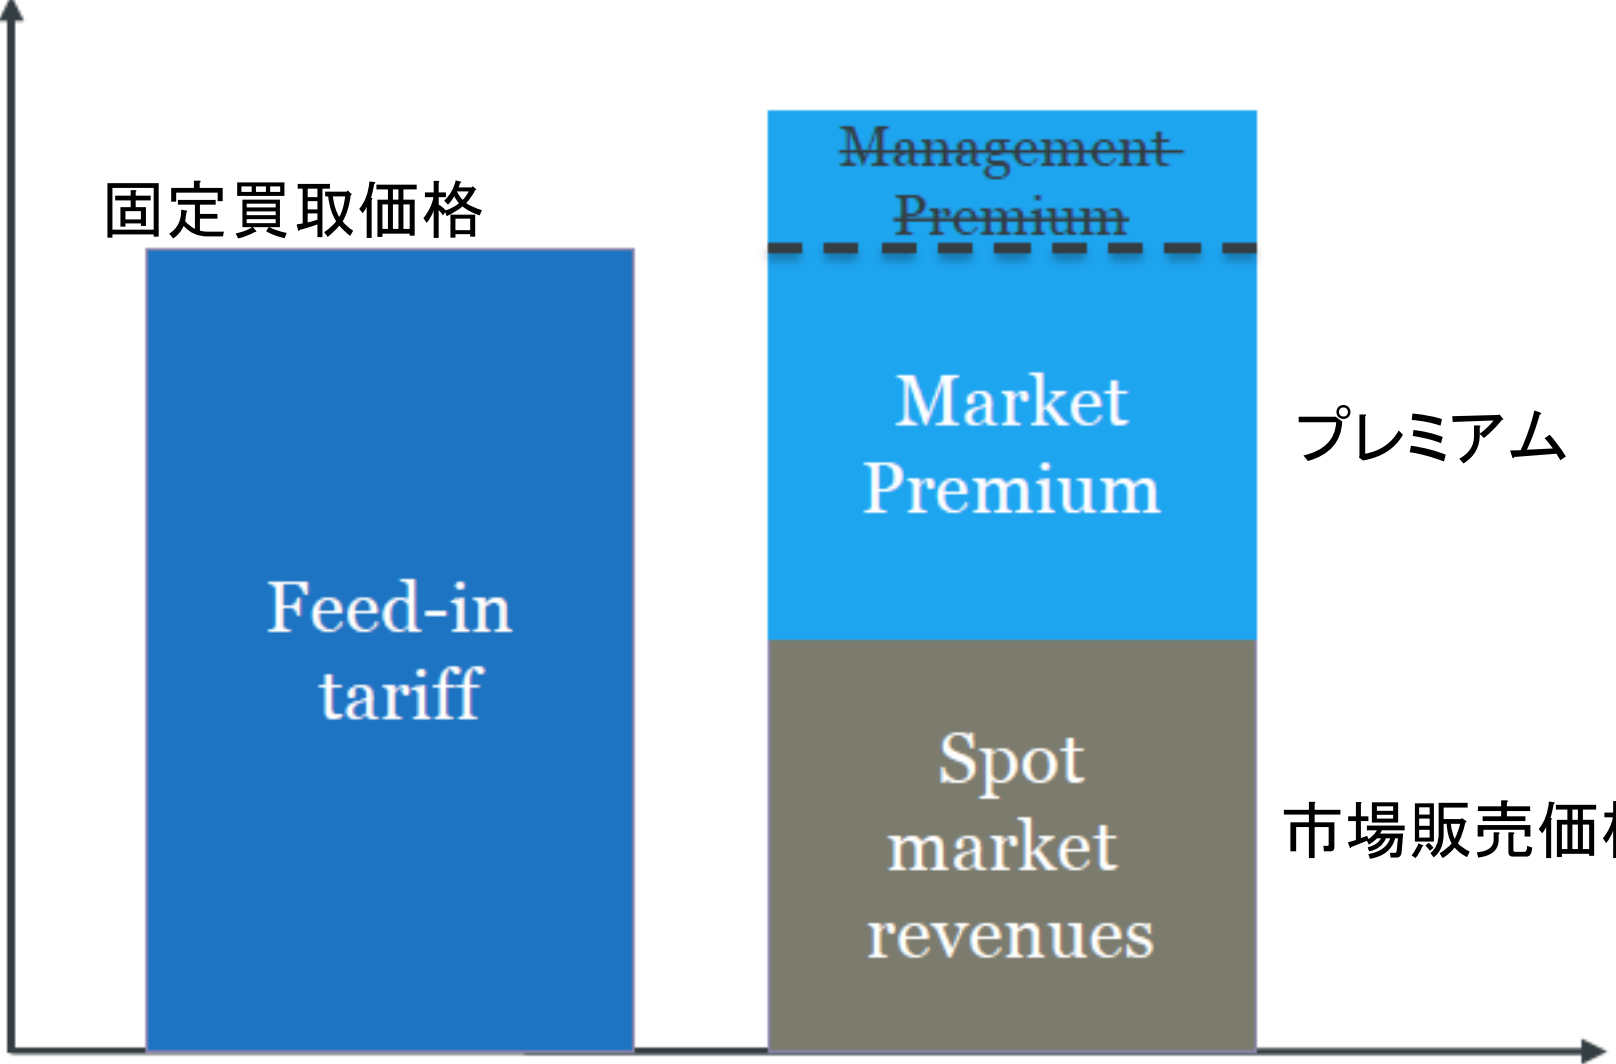 固定買取価格
Feed-in
tariff
Management
Premium
Market
Premium
プレミアム
Spot
market
revenues
市場販売価